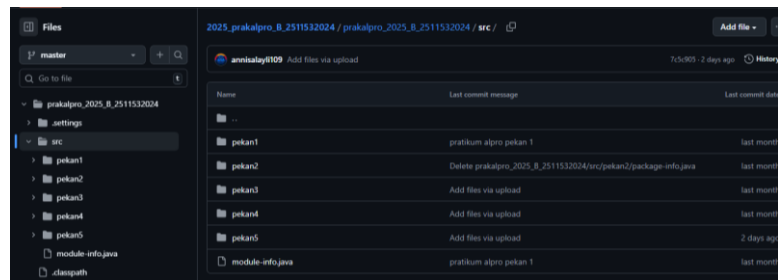 Files
master
Go to file
t
prakalpro_2025_B_2511532024
.settings
src
pekan1
pekan2
pekan3
pekan4
pekan5
module-info.java
.classpath
2025_prakalpro_B_2511532024 / prakalpro_2025_B_2511532024 / src /
Add file
annisalayli109 Add files via upload
7c5c905 · 2 days ago History
Name Last commit message Last commit date
..
pekan1 pratikum alpro pekan 1 last month
pekan2 Delete prakalpro_2025_B_2511532024/src/pekan2/package-info.java last month
pekan3 Add files via upload last month
pekan4 Add files via upload last month
pekan5 Add files via upload 2 days ago
module-info.java pratikum alpro pekan 1 last month